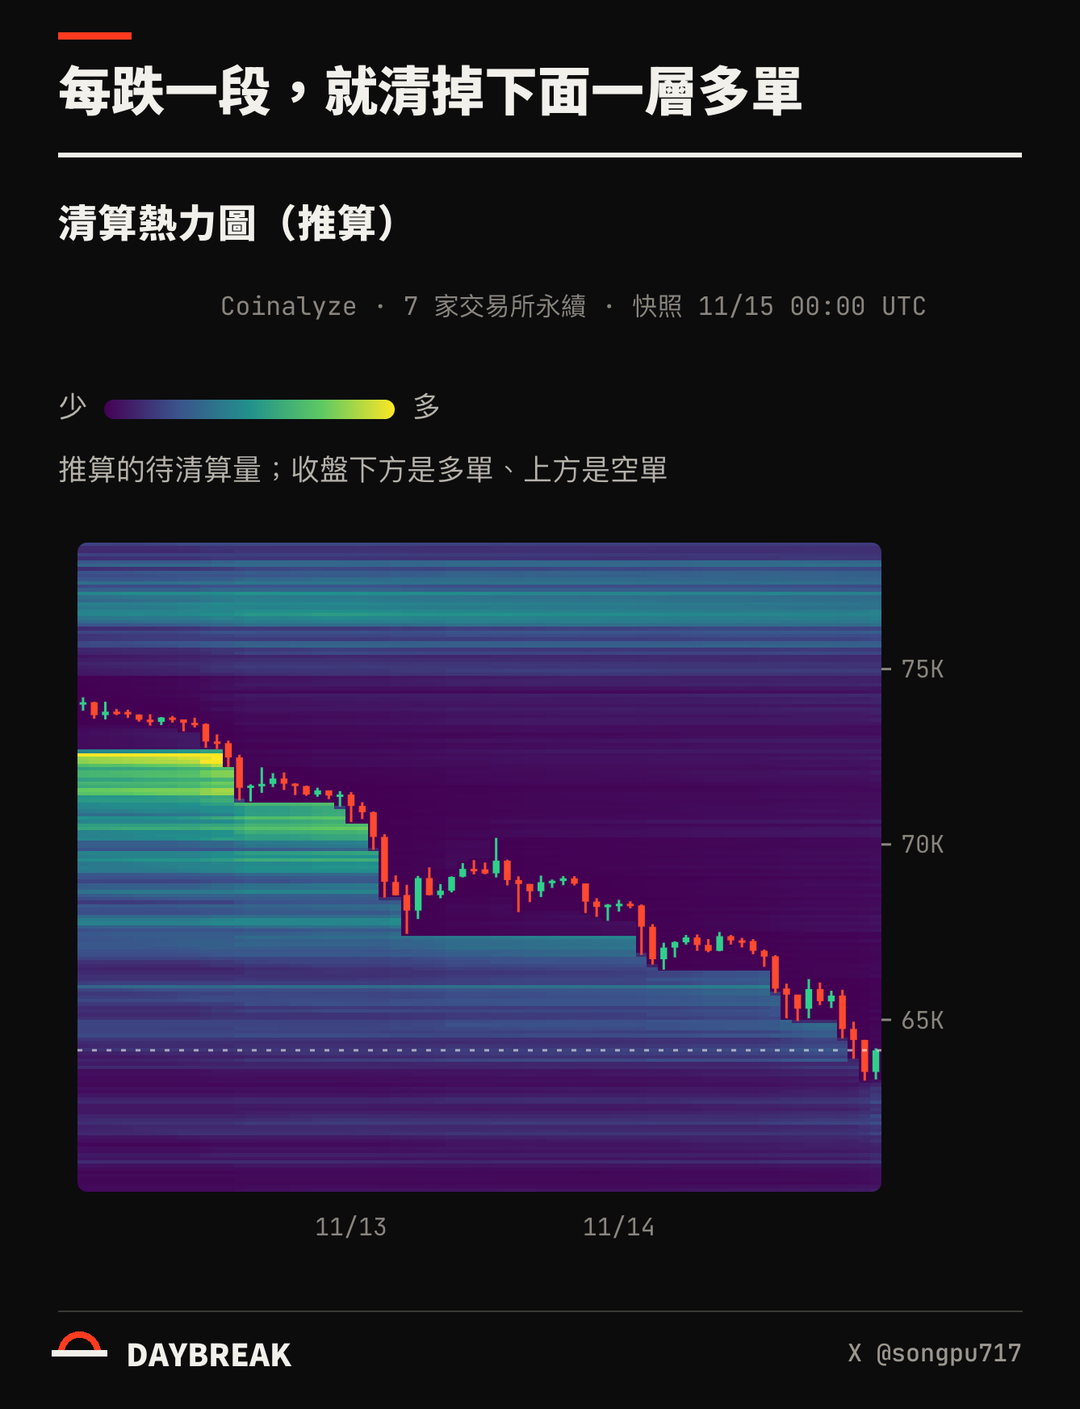 每跌一段，就清掉下面一層多單
清算熱力圖（推算）
Coinalyze · 7 家交易所永續 · 快照 11/15 00:00 UTC
少 多
推算的待清算量；收盤下方是多單、上方是空單
75K
70K
65K
11/13 11/14
DAYBREAK X @songpu717